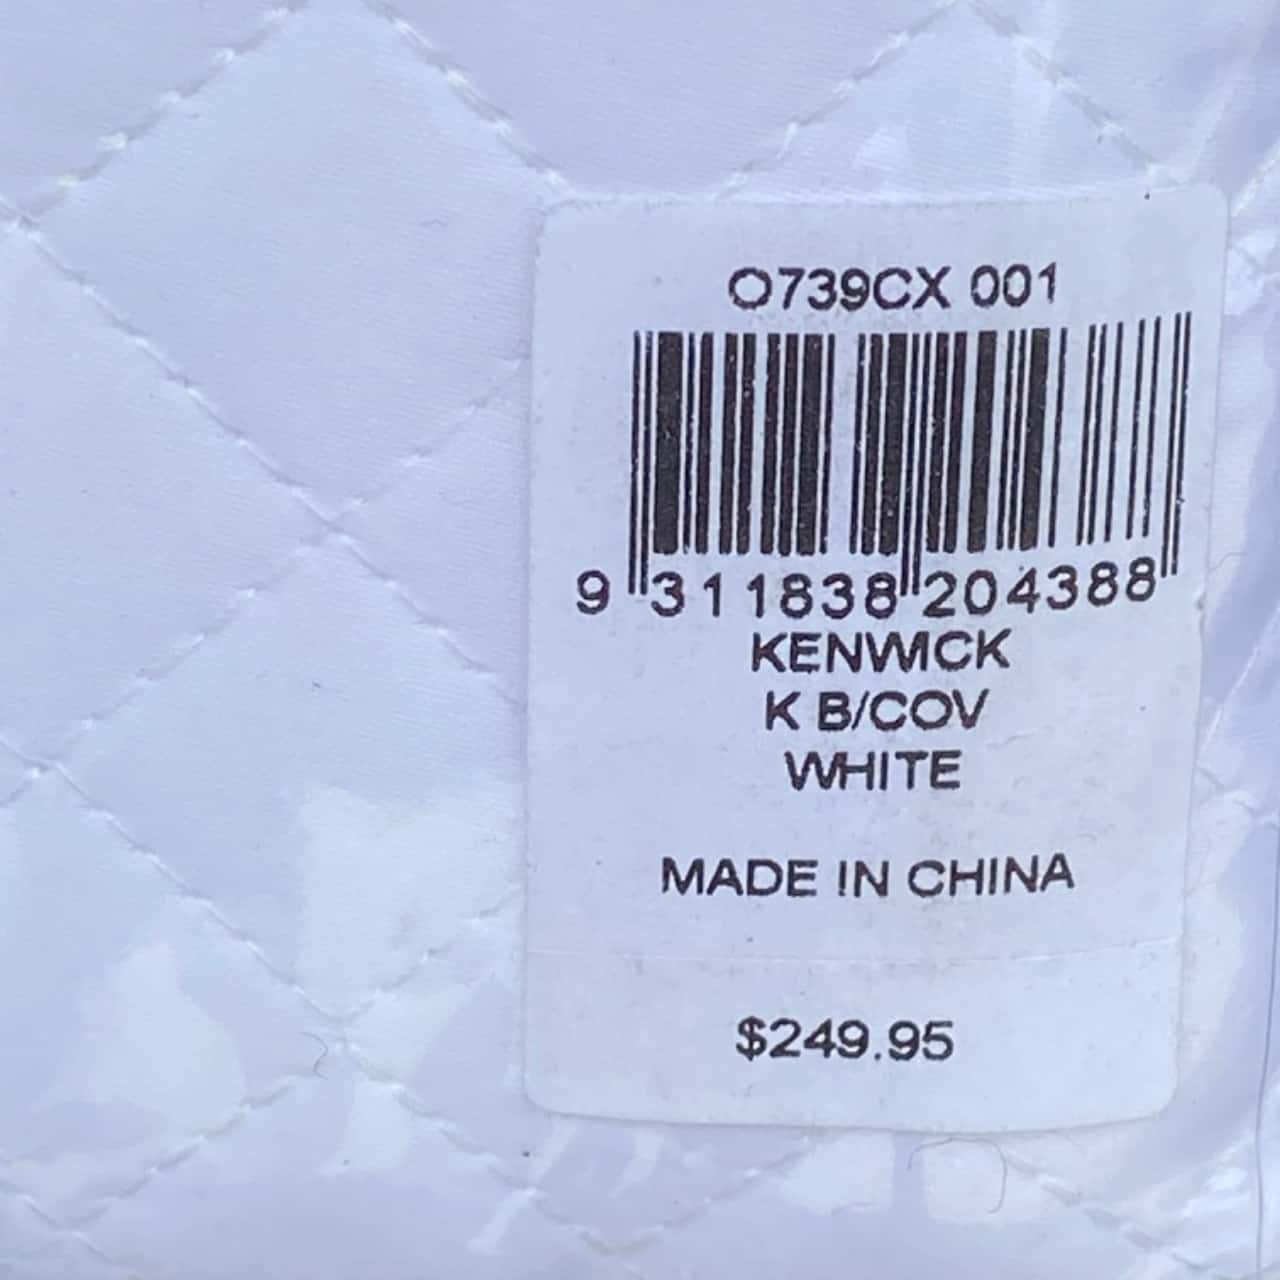 O739CX 001
9 311838 204388
KENWICK
K B/COV
WHITE
MADE IN CHINA
$249.95